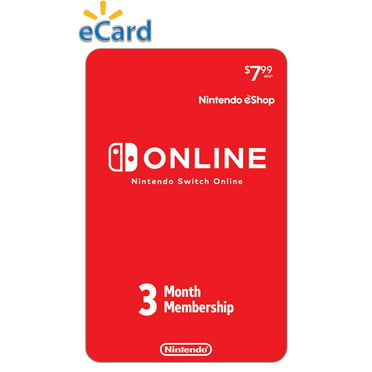 eCard
$7.99
Nintendo eShop
ONLINE
Nintendo Switch Online
3 Month
Membership
Nintendo